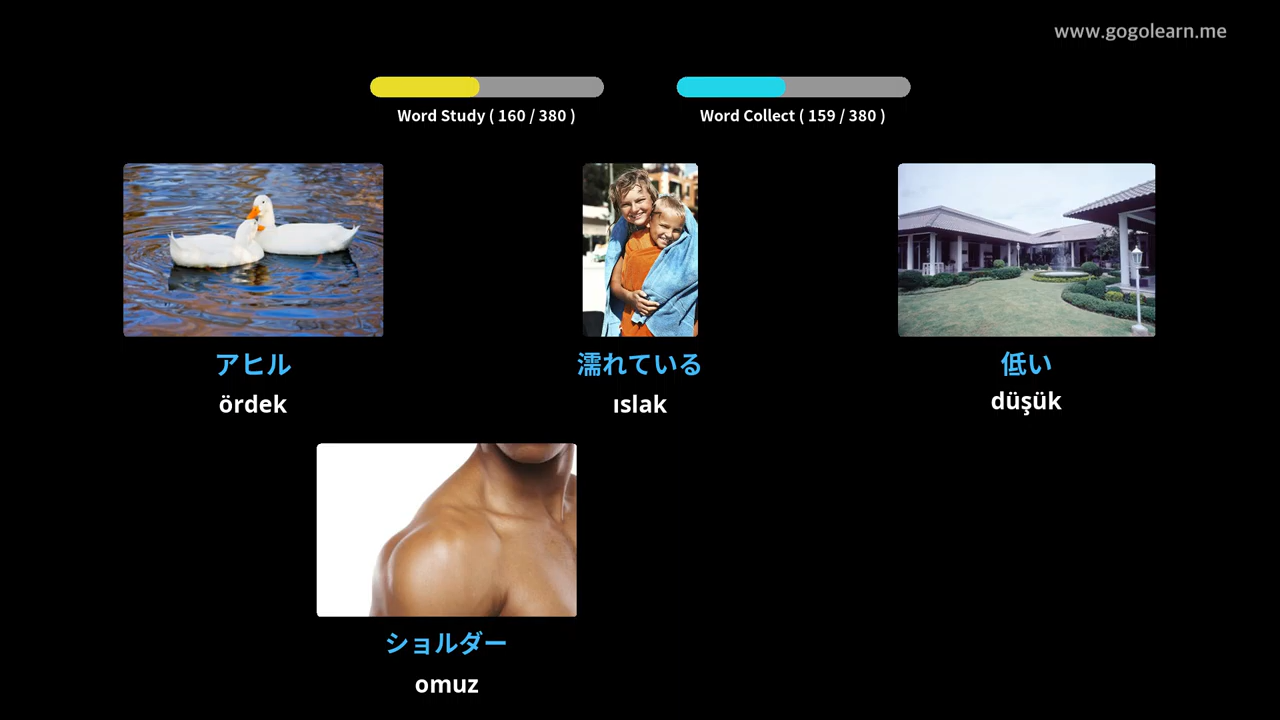 www.gogolearn.me
Word Study ( 160 / 380 )
Word Collect ( 159 / 380 )
アヒル
ördek
濡れている
ıslak
低い
düşük
ショルダー
omuz